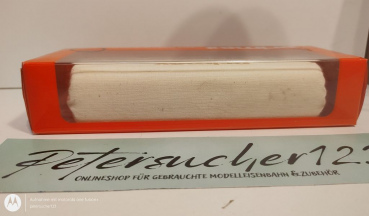 Petersucher123
ONLINESHOP FÜR GEBRAUCHTE MODELLEISENBAHN & ZUBEHÖR